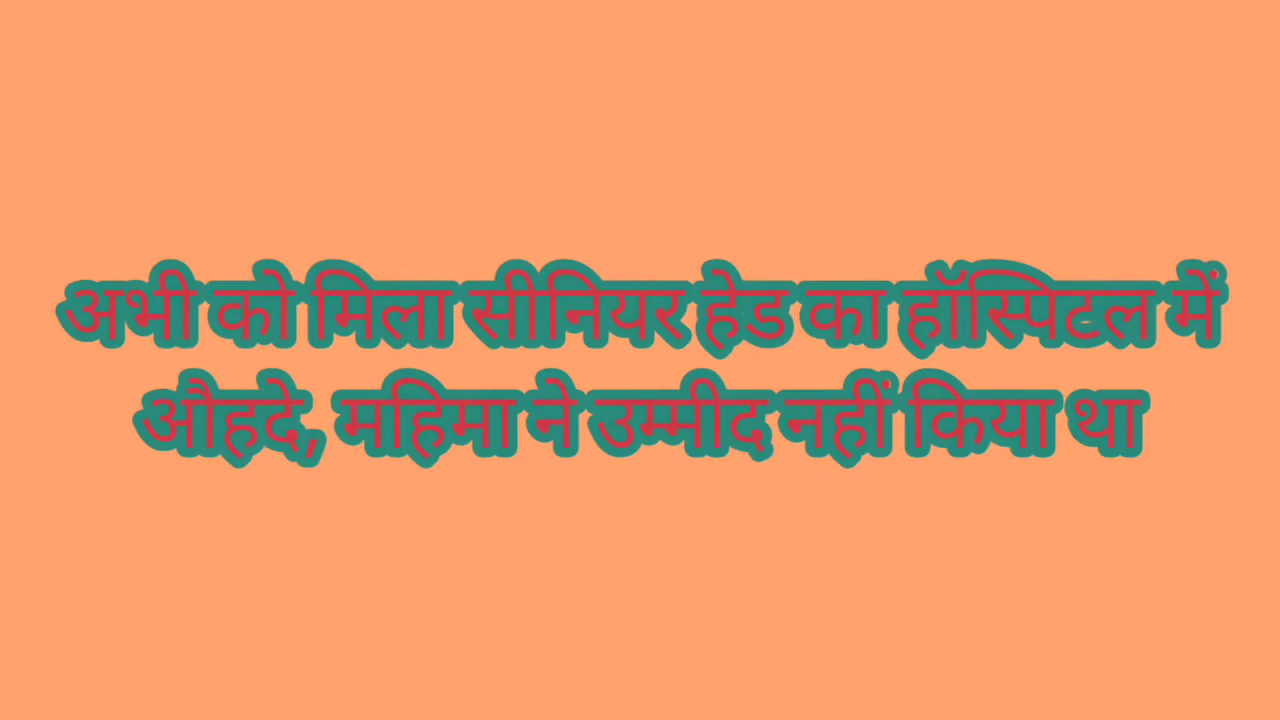 अभी को मिला सीनियर हेड का हॉस्पिटल में
औहदे, महिमा ने उम्मीद नहीं किया था